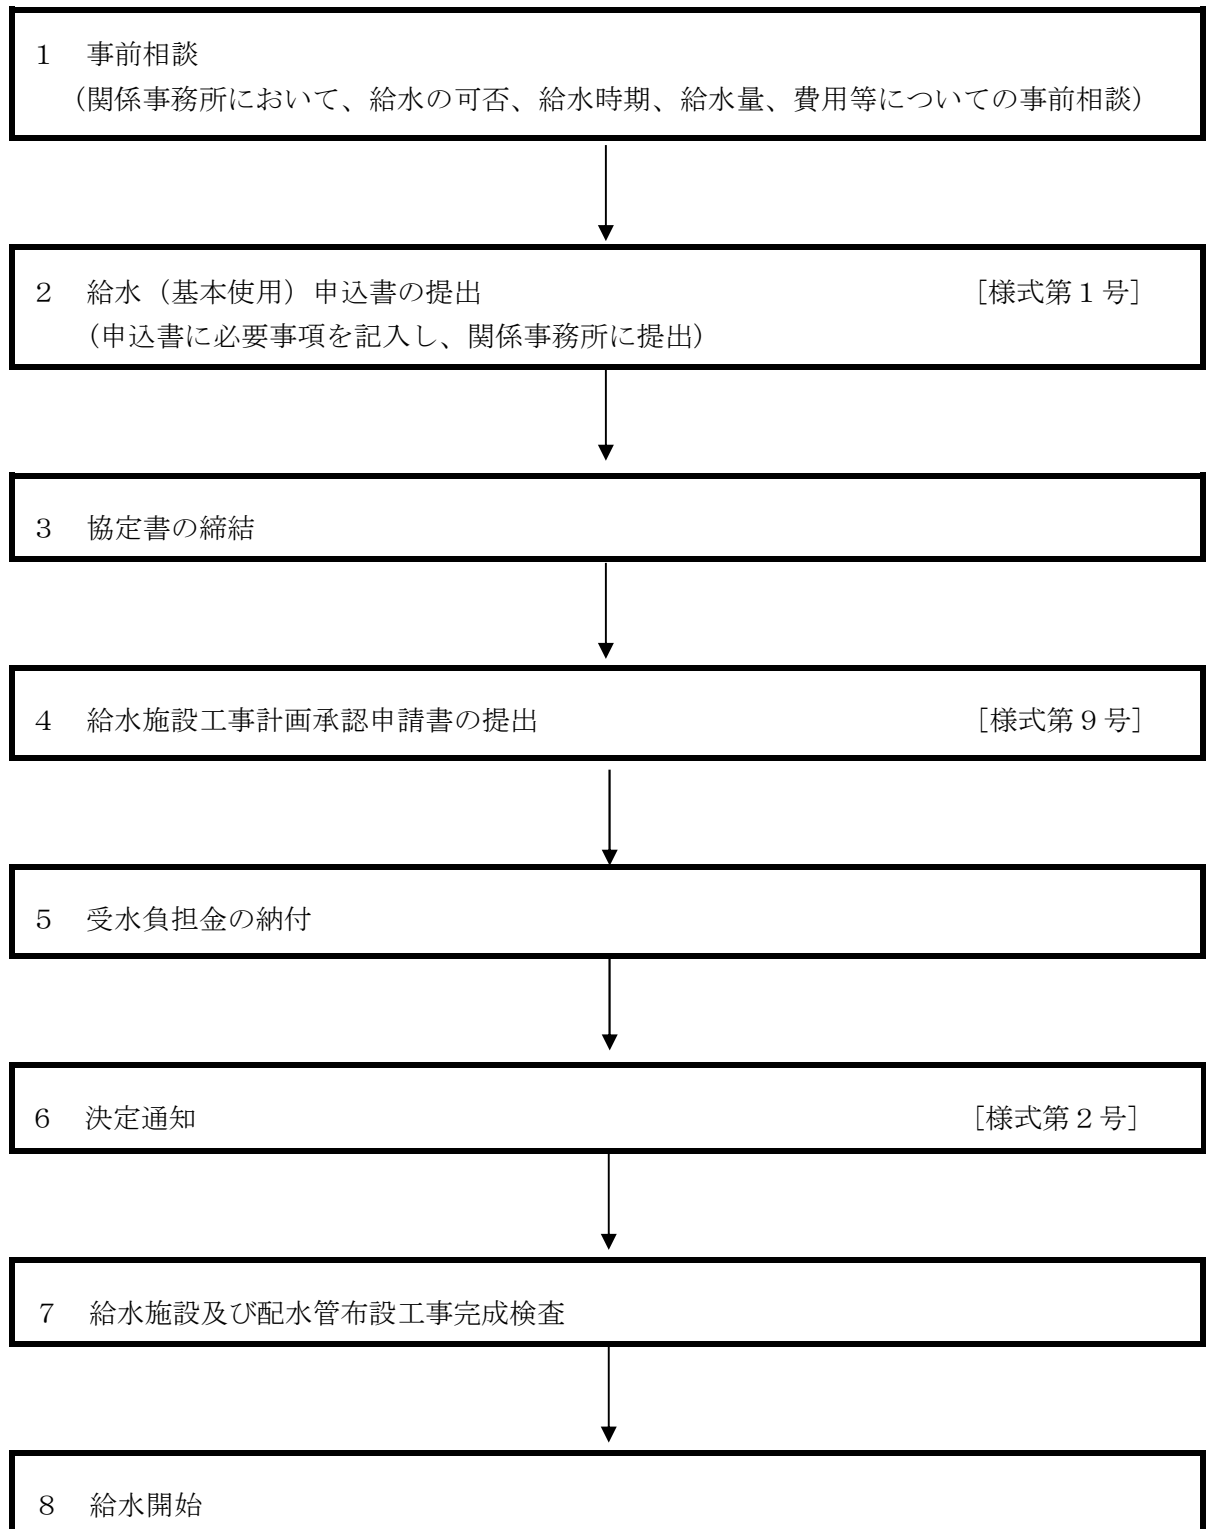 １　事前相談
（関係事務所において、給水の可否、給水時期、給水量、費用等についての事前相談）
２　給水（基本使用）申込書の提出　［様式第１号］
（申込書に必要事項を記入し、関係事務所に提出）
３　協定書の締結
４　給水施設工事計画承認申請書の提出　［様式第９号］
５　受水負担金の納付
６　決定通知　［様式第２号］
７　給水施設及び配水管布設工事完成検査
８　給水開始